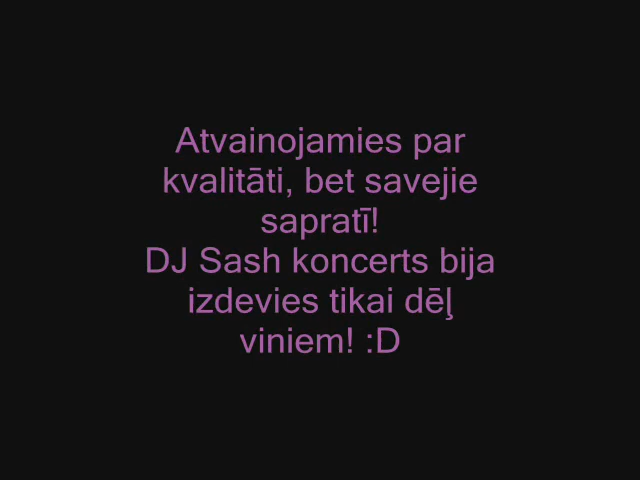 Atvainojamies par
kvalitāti, bet savejie
sapratī!
DJ Sash koncerts bija
izdevies tikai dēļ
viniem! :D